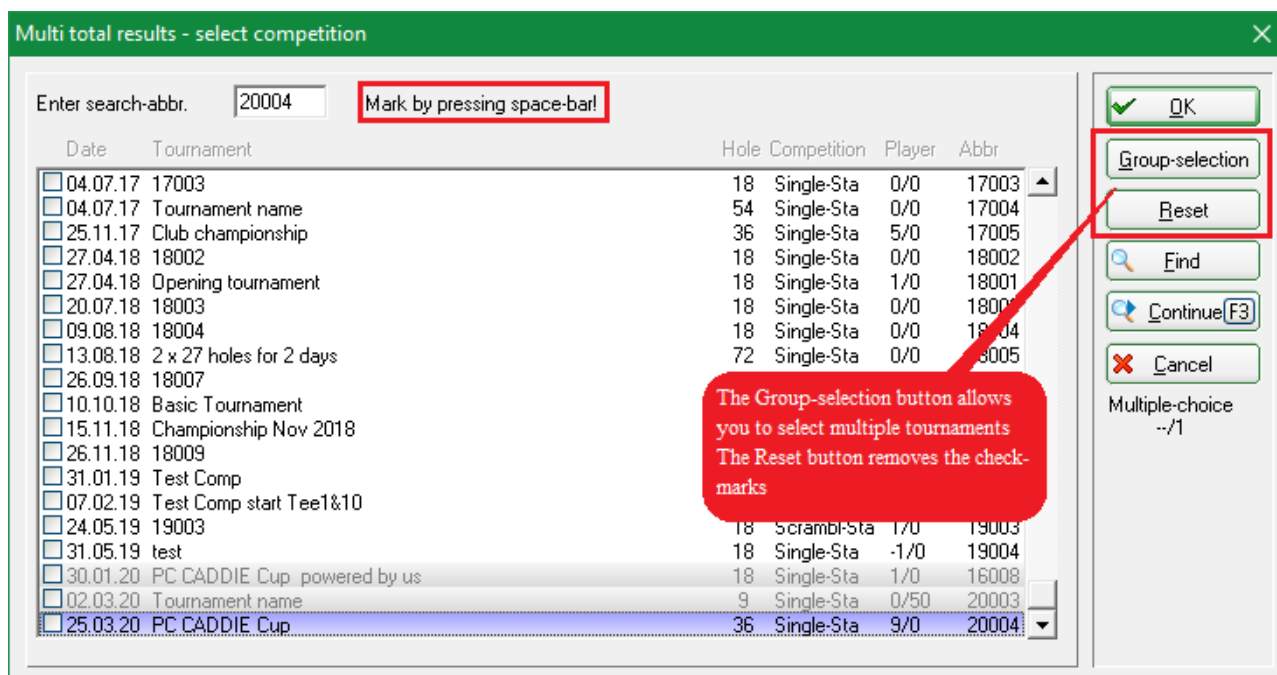 Multi total results - select competition
Enter search-abbr. 20004 Mark by pressing space-bar!
Date Tournament Hole Competition Player Abbr
04.07.17 17003 18 Single-Sta 0/0 17003
04.07.17 Tournament name 54 Single-Sta 0/0 17004
25.11.17 Club championship 36 Single-Sta 5/0 17005
27.04.18 18002 18 Single-Sta 0/0 18002
27.04.18 Opening tournament 18 Single-Sta 1/0 18001
20.07.18 18003 18 Single-Sta 0/0
09.08.18 18004 18 Single-Sta 0/0
13.08.18 2 x 27 holes for 2 days 72 Single-Sta 0/0
26.09.18 18007
10.10.18 Basic Tournament
15.11.18 Championship Nov 2018
26.11.18 18009
31.01.19 Test Comp
07.02.19 Test Comp start Tee1&10
24.05.19 19003 18 Scrambl-Sta 1/0 19003
31.05.19 test 18 Single-Sta -1/0 19004
30.01.20 PC CADDIE Cup powered by us 18 Single-Sta 1/0 16008
02.03.20 Tournament name 9 Single-Sta 0/50 20003
25.03.20 PC CADDIE Cup 36 Single-Sta 9/0 20004
The Group-selection button allows
you to select multiple tournaments
The Reset button removes the check-
marks
OK
Group-selection
Reset
Find
Continue F3
Cancel
Multiple-choice
--/1